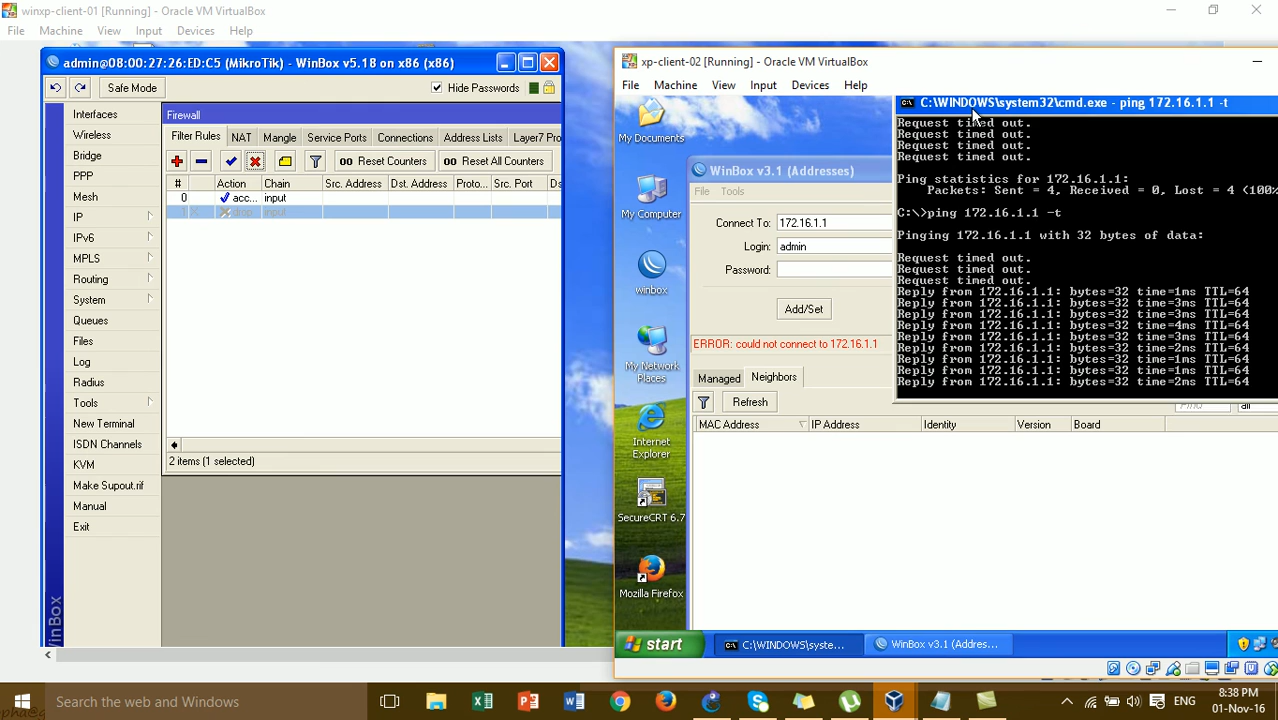 winxp-client-01 [Running] - Oracle VM VirtualBox
File Machine View Input Devices Help
admin@08:00:27:26:ED:C5 (MikroTik) - WinBox v5.18 on x86 (x86)
Safe Mode
Hide Passwords
Interfaces
Wireless
Bridge
PPP
Mesh
IP
IPv6
MPLS
Routing
System
Queues
Files
Log
Radius
Tools
New Terminal
ISDN Channels
KVM
Make Supout.rif
Manual
Exit
WinBox
Firewall
Filter Rules NAT Mangle Service Ports Connections Address Lists Layer7 Pro
00 Reset Counters 00 Reset All Counters
# Action Chain Src. Address Dst. Address Proto... Src. Port Ds
0 acc... input
1 X drop input
2 items (1 selected)
xp-client-02 [Running] - Oracle VM VirtualBox
File Machine View Input Devices Help
My Documents
My Computer
winbox
My Network
Places
Internet
Explorer
SecureCRT 6.7
Mozilla Firefox
WinBox v3.1 (Addresses)
File Tools
Connect To: 172.16.1.1
Login: admin
Password:
Add/Set
ERROR: could not connect to 172.16.1.1
Managed Neighbors
Refresh
Find all
MAC Address IP Address Identity Version Board
C:\WINDOWS\system32\cmd.exe - ping 172.16.1.1 -t
Request timed out.
Request timed out.
Request timed out.
Request timed out.
Ping statistics for 172.16.1.1:
Packets: Sent = 4, Received = 0, Lost = 4 (100%
C:\>ping 172.16.1.1 -t
Pinging 172.16.1.1 with 32 bytes of data:
Request timed out.
Request timed out.
Request timed out.
Reply from 172.16.1.1: bytes=32 time=1ms TTL=64
Reply from 172.16.1.1: bytes=32 time=3ms TTL=64
Reply from 172.16.1.1: bytes=32 time=3ms TTL=64
Reply from 172.16.1.1: bytes=32 time=4ms TTL=64
Reply from 172.16.1.1: bytes=32 time=3ms TTL=64
Reply from 172.16.1.1: bytes=32 time=2ms TTL=64
Reply from 172.16.1.1: bytes=32 time=1ms TTL=64
Reply from 172.16.1.1: bytes=32 time=1ms TTL=64
Reply from 172.16.1.1: bytes=32 time=2ms TTL=64
start C:\WINDOWS\syste... WinBox v3.1 (Addres...
Search the web and Windows
ENG
8:38 PM
01-Nov-16